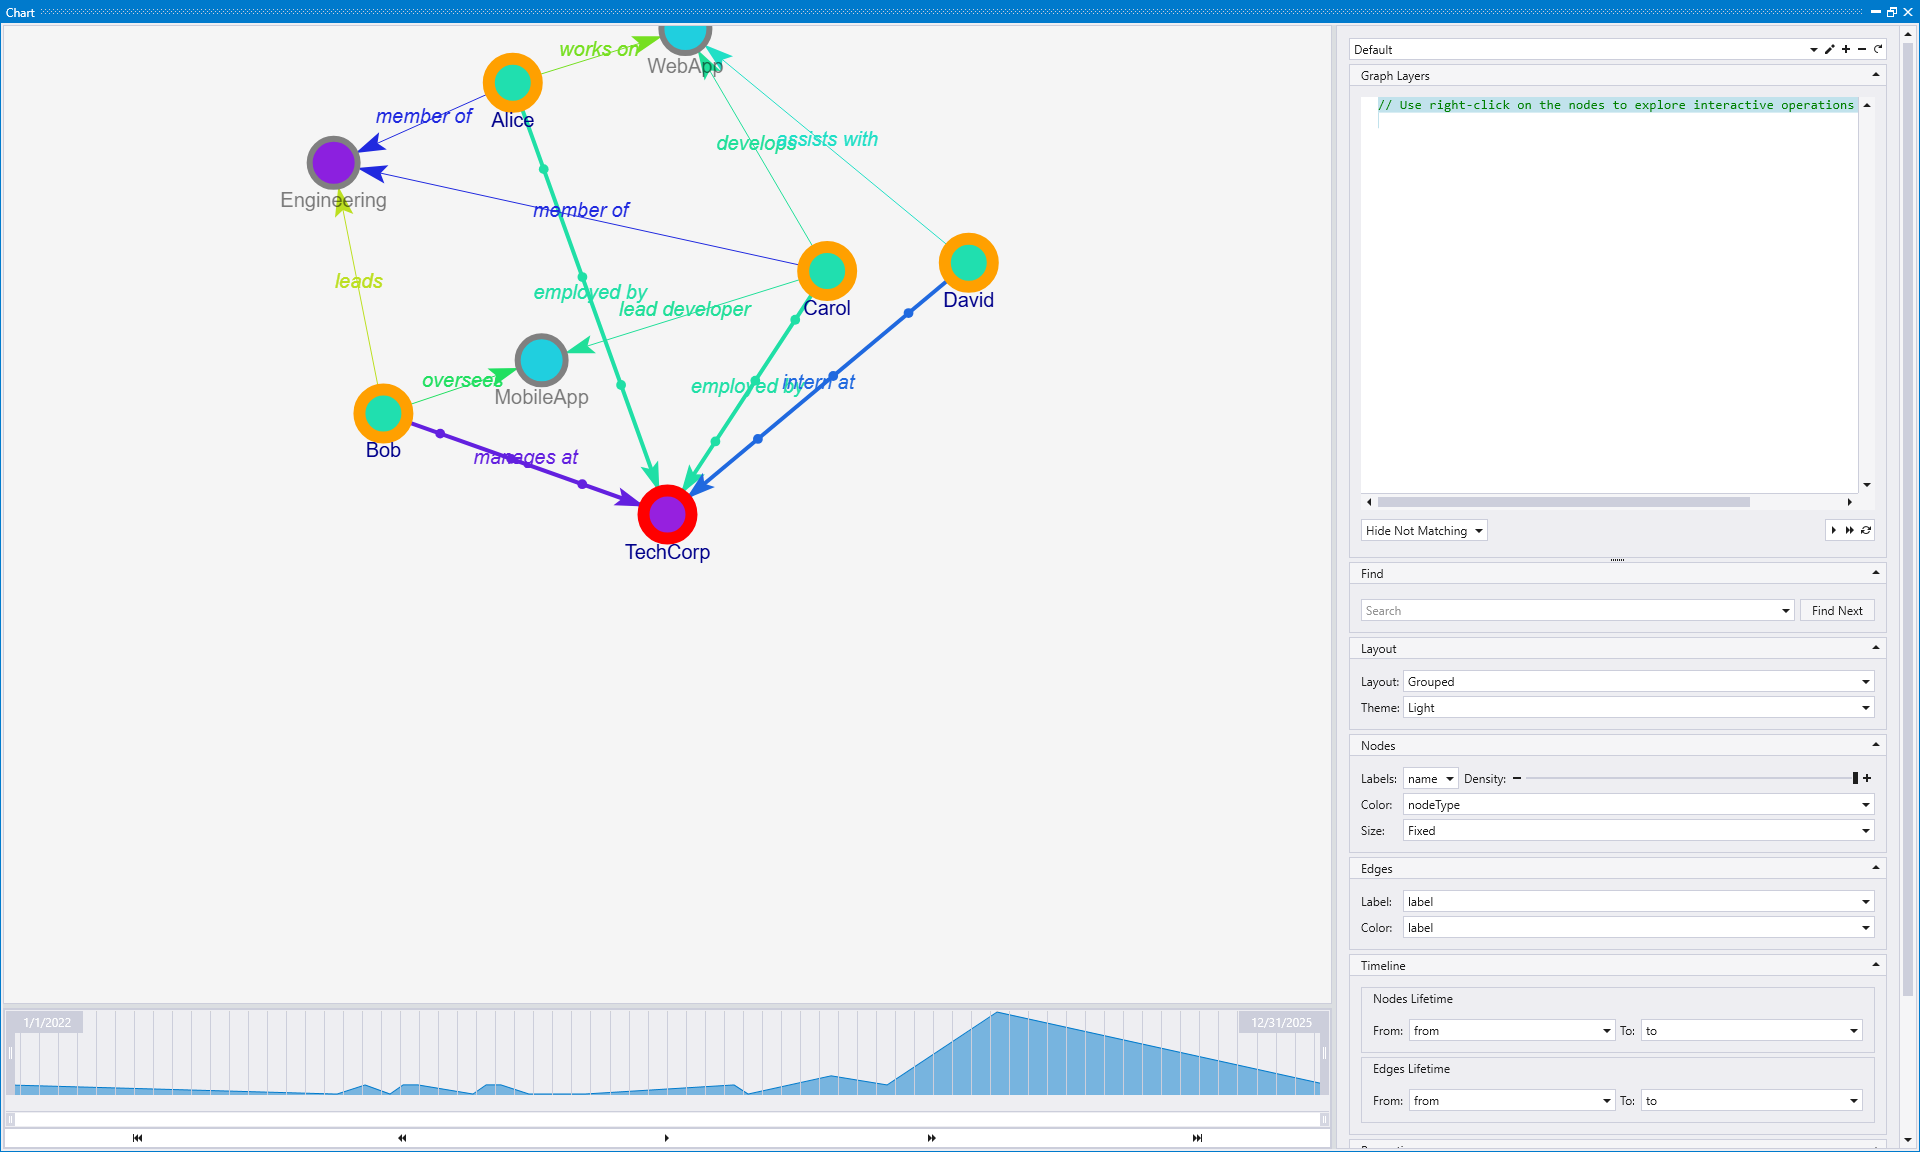 Chart
works on
WebApp
Alice
member of
Engineering
develops
assists with
member of
leads
employed by
lead developer
Carol
David
oversees
MobileApp
employed by
intern at
Bob
manages at
TechCorp
1/1/2022
12/31/2025
Default
Graph Layers
// Use right-click on the nodes to explore interactive operations
Hide Not Matching
Find
Search
Find Next
Layout
Layout: Grouped
Theme: Light
Nodes
Labels: name Density:
Color: nodeType
Size: Fixed
Edges
Label: label
Color: label
Timeline
Nodes Lifetime
From: from To: to
Edges Lifetime
From: from To: to